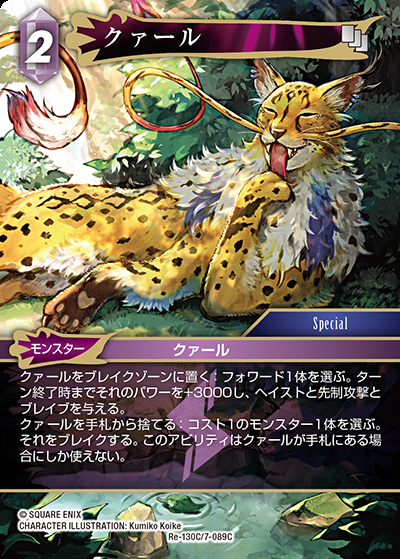 2
クァール
Special
モンスター
クァール
クァールをブレイクゾーンに置く:フォワード1体を選ぶ。ター
ン終了時までそれのパワーを+3000し、ヘイストと先制攻撃と
ブレイブを与える。
クァールを手札から捨てる:コスト1のモンスター1体を選ぶ。
それをブレイクする。このアビリティはクァールが手札にある場
合にしか使えない。
© SQUARE ENIX
CHARACTER ILLUSTRATION: Kumiko Koike
Re-130C/7-089C